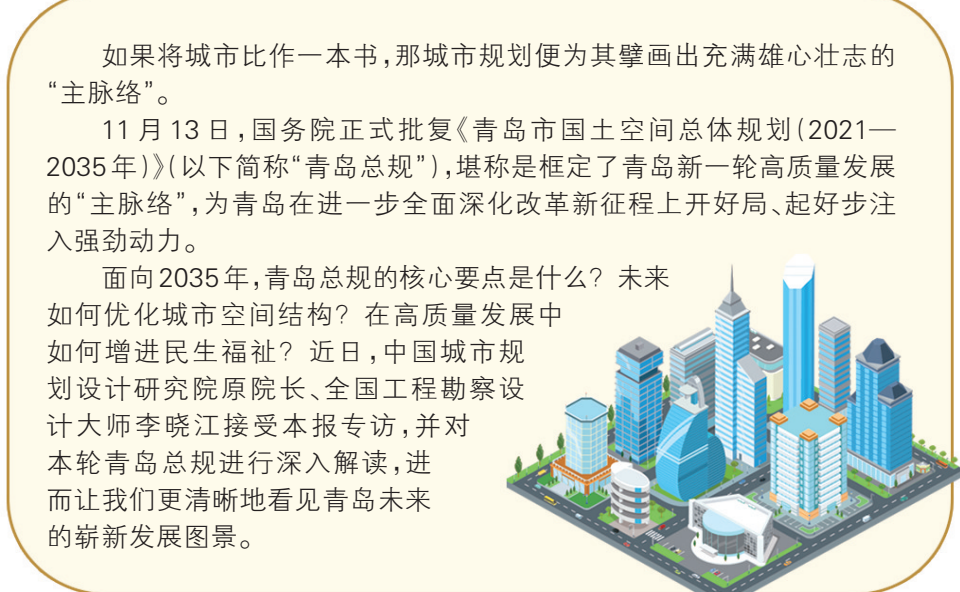 如果将城市比作一本书,那城市规划便为其擘画出充满雄心壮志的
“主脉络”。
11月13日,国务院正式批复《青岛市国土空间总体规划(2021—
2035年)》(以下简称“青岛总规”),堪称是框定了青岛新一轮高质量发展
的“主脉络”,为青岛在进一步全面深化改革新征程上开好局、起好步注
入强劲动力。
面向2035年,青岛总规的核心要点是什么?未来
如何优化城市空间结构?在高质量发展中
如何增进民生福祉?近日,中国城市规
划设计研究院原院长、全国工程勘察设
计大师李晓江接受本报专访,并对
本轮青岛总规进行深入解读,进
而让我们更清晰地看见青岛未来
的崭新发展图景。